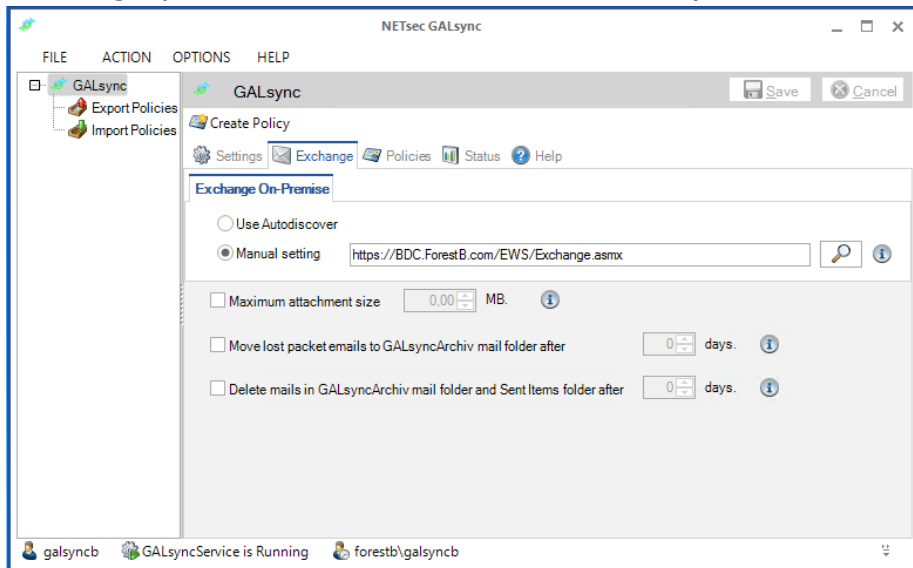 NETsec GALsync
FILE ACTION OPTIONS HELP
GALsync
Export Policies
Import Policies
GALsync
Save Cancel
Create Policy
Settings Exchange Policies Status Help
Exchange On-Premise
Use Autodiscover
Manual setting https://BDC.ForestB.com/EWS/Exchange.asmx
Maximum attachment size 0,00 MB.
Move lost packet emails to GALsyncArchiv mail folder after 0 days.
Delete mails in GALsyncArchiv mail folder and Sent Items folder after 0 days.
galsyncb GALsyncService is Running forestb\galsyncb